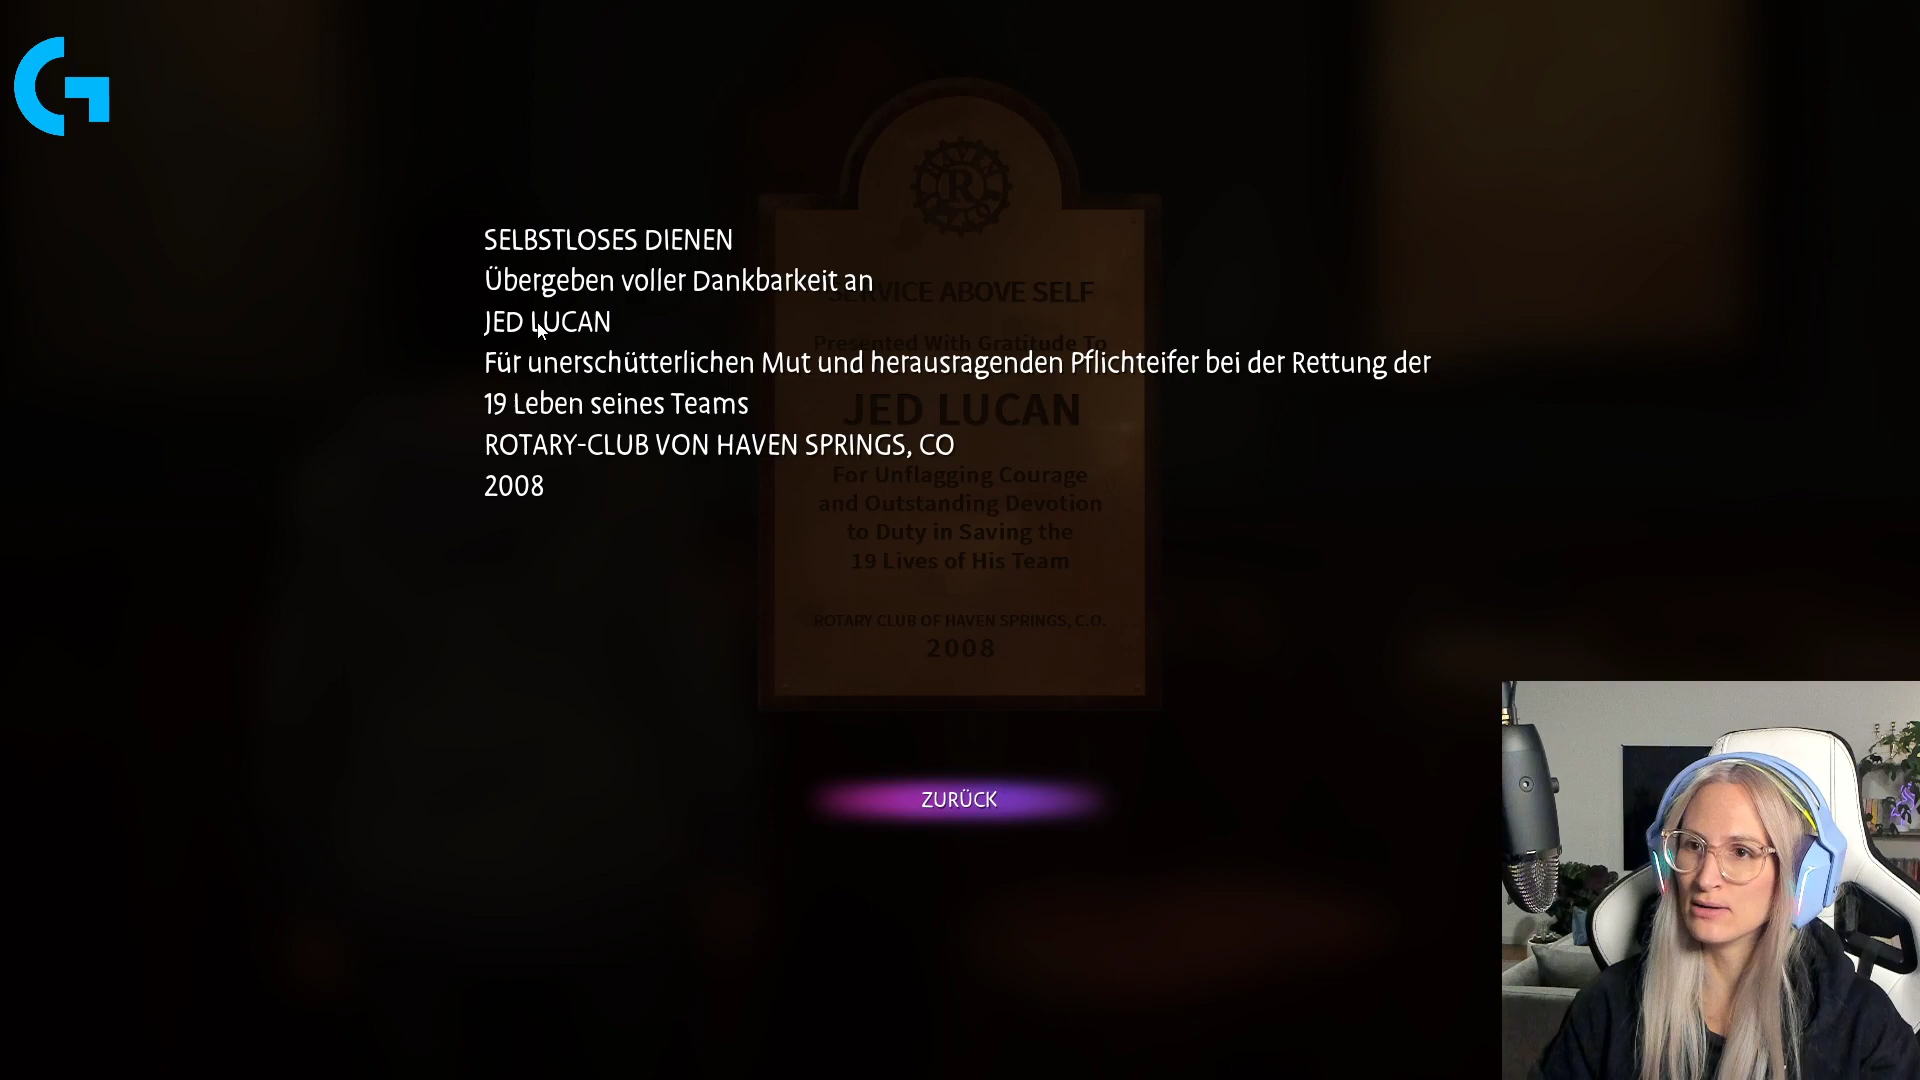 SELBSTLOSES DIENEN
Übergeben voller Dankbarkeit an
JED LUCAN
Für unerschütterlichen Mut und herausragenden Pflichteifer bei der Rettung der
19 Leben seines Teams
ROTARY-CLUB VON HAVEN SPRINGS, CO
2008
HAVEN
R
SERVICE ABOVE SELF
Presented With Gratitude To
JED LUCAN
For Unflagging Courage
and Outstanding Devotion
to Duty in Saving the
19 Lives of His Team
ROTARY CLUB OF HAVEN SPRINGS, C.O.
2008
ZURÜCK